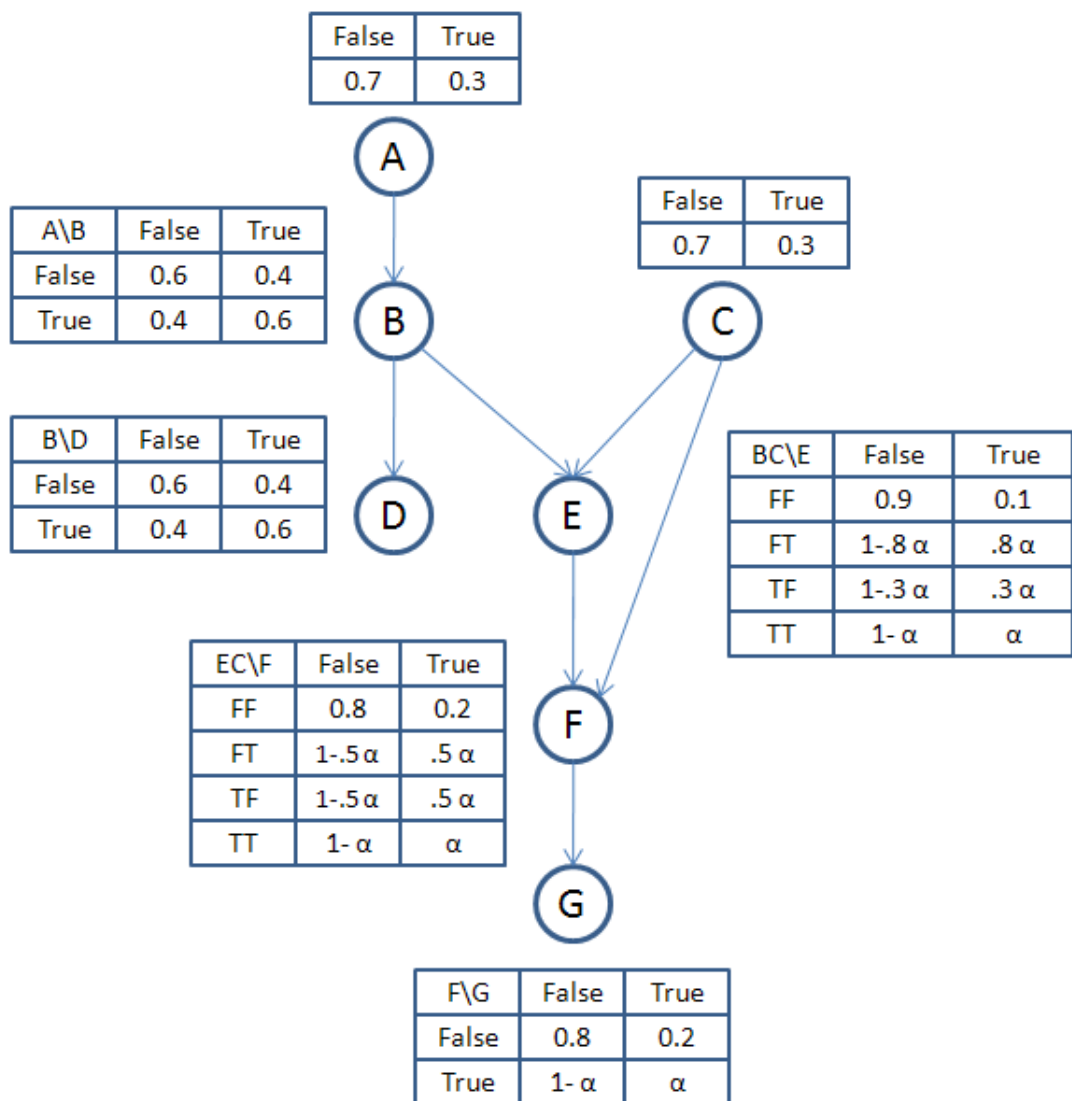 False True
0.7 0.3
A
False True
0.7 0.3
A\B False True
False 0.6 0.4
True 0.4 0.6
B
C
B\D False True
False 0.6 0.4
True 0.4 0.6
D
E
BC\E False True
FF 0.9 0.1
FT 1-.8 α .8 α
TF 1-.3 α .3 α
TT 1- α α
EC\F False True
FF 0.8 0.2
FT 1-.5 α .5 α
TF 1-.5 α .5 α
TT 1- α α
F
G
F\G False True
False 0.8 0.2
True 1- α α